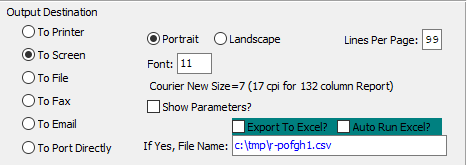 Output Destination
To Printer
To Screen
To File
To Fax
To Email
To Port Directly
Portrait
Landscape
Lines Per Page: 99
Font: 11
Courier New Size=7 (17 cpi for 132 column Report)
Show Parameters?
Export To Excel? Auto Run Excel?
If Yes, File Name: c:\tmp\r-pofgh1.csv